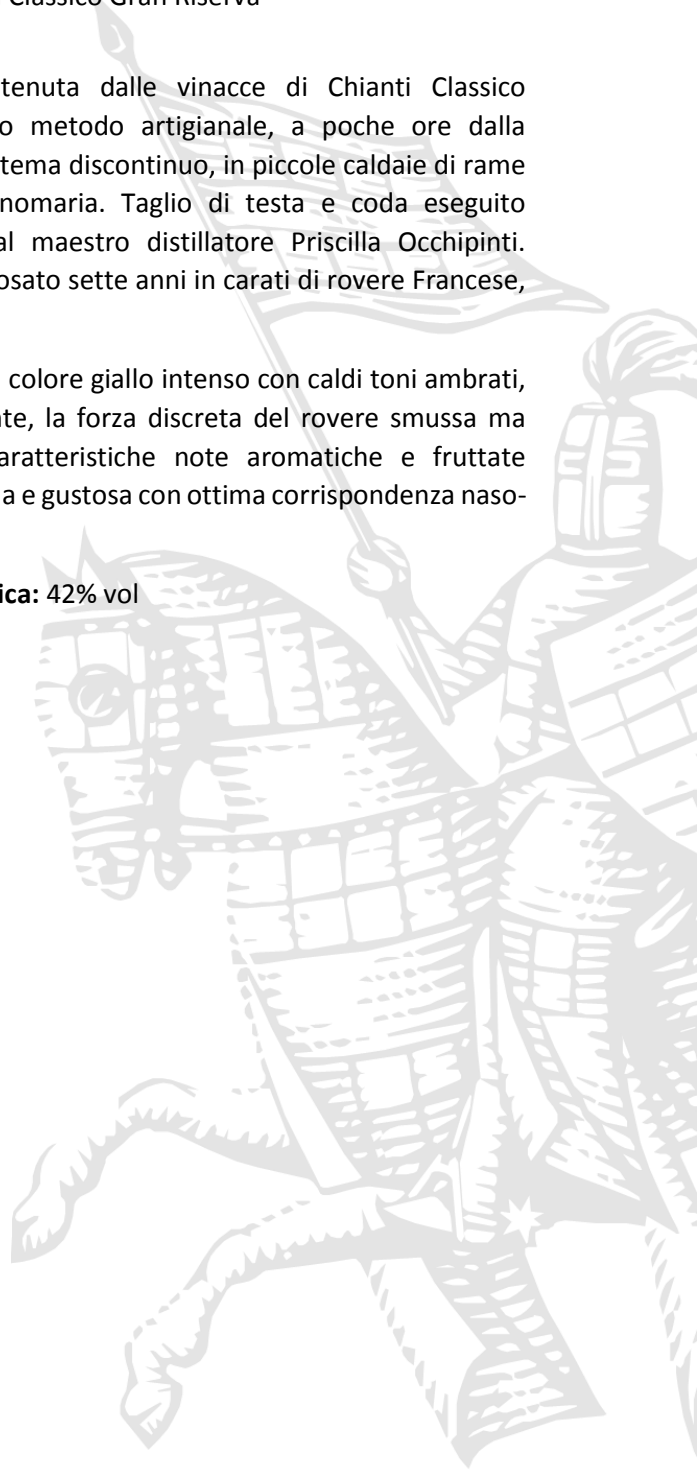 Classico Gran Riserva
tenuta dalle vinacce di Chianti Classico
o metodo artigianale, a poche ore dalla
tema discontinuo, in piccole caldaie di rame
nomaria. Taglio di testa e coda eseguito
al maestro distillatore Priscilla Occhipinti.
osato sette anni in carati di rovere Francese,
colore giallo intenso con caldi toni ambrati,
te, la forza discreta del rovere smussa ma
aratteristiche note aromatiche e fruttate
a e gustosa con ottima corrispondenza naso-
ica: 42% vol